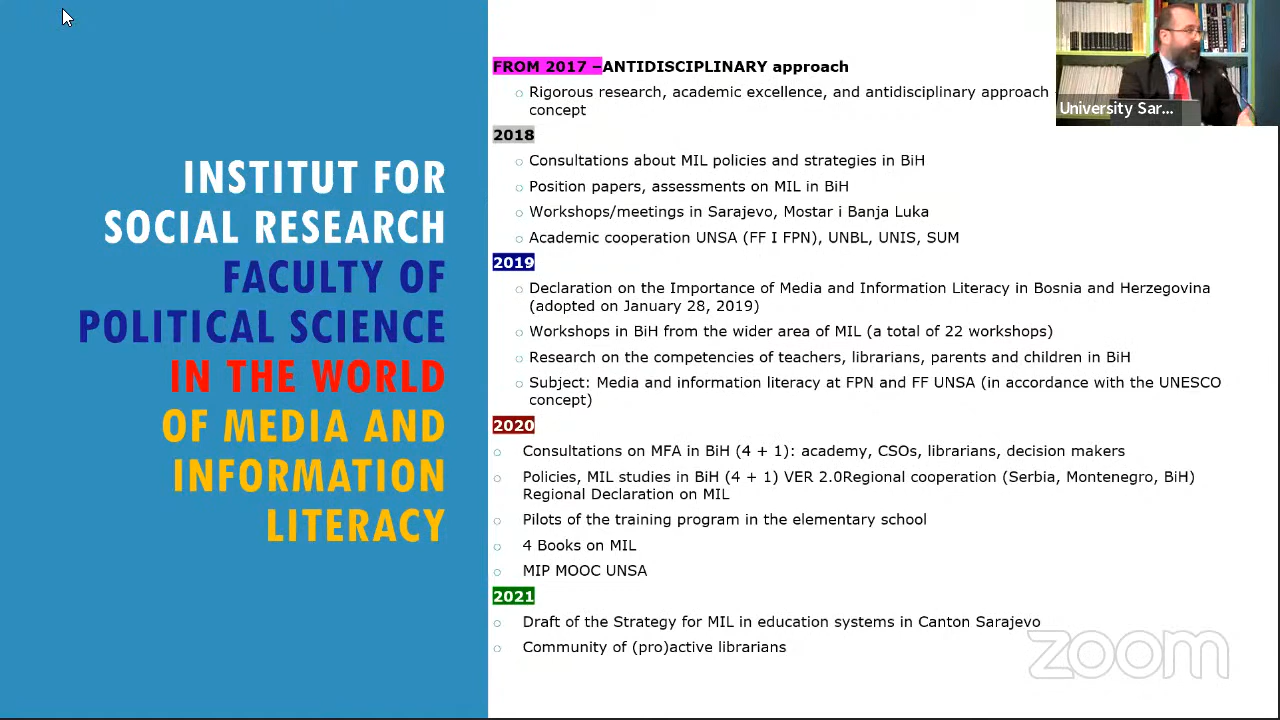 INSTITUT FOR
SOCIAL RESEARCH
FACULTY OF
POLITICAL SCIENCE
IN THE WORLD
OF MEDIA AND
INFORMATION
LITERACY
FROM 2017 –ANTIDISCIPLINARY approach
Rigorous research, academic excellence, and antidisciplinary approach
concept
2018
Consultations about MIL policies and strategies in BiH
Position papers, assessments on MIL in BiH
Workshops/meetings in Sarajevo, Mostar i Banja Luka
Academic cooperation UNSA (FF I FPN), UNBL, UNIS, SUM
2019
Declaration on the Importance of Media and Information Literacy in Bosnia and Herzegovina
(adopted on January 28, 2019)
Workshops in BiH from the wider area of MIL (a total of 22 workshops)
Research on the competencies of teachers, librarians, parents and children in BiH
Subject: Media and information literacy at FPN and FF UNSA (in accordance with the UNESCO
concept)
2020
Consultations on MFA in BiH (4 + 1): academy, CSOs, librarians, decision makers
Policies, MIL studies in BiH (4 + 1) VER 2.0Regional cooperation (Serbia, Montenegro, BiH)
Regional Declaration on MIL
Pilots of the training program in the elementary school
4 Books on MIL
MIP MOOC UNSA
2021
Draft of the Strategy for MIL in education systems in Canton Sarajevo
Community of (pro)active librarians
University Sar...
zoom